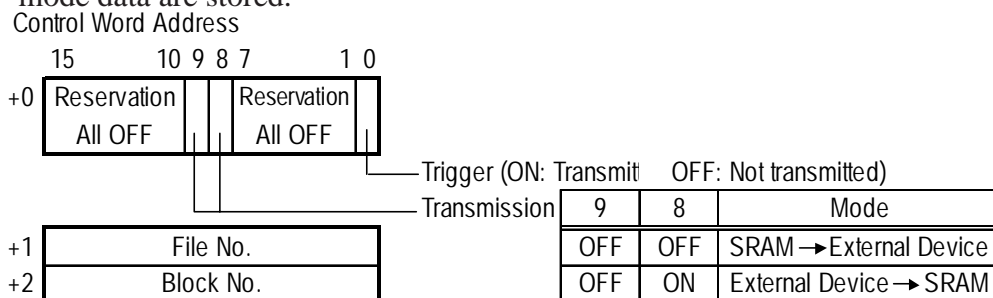 mode data are stored.
Control Word Address
15 10 9 8 7 1 0
+0 Reservation Reservation
All OFF All OFF
Trigger (ON: Transmit OFF: Not transmitted)
Transmission 9 8 Mode
+1 File No. OFF OFF SRAM→External Device
+2 Block No. OFF ON External Device→SRAM